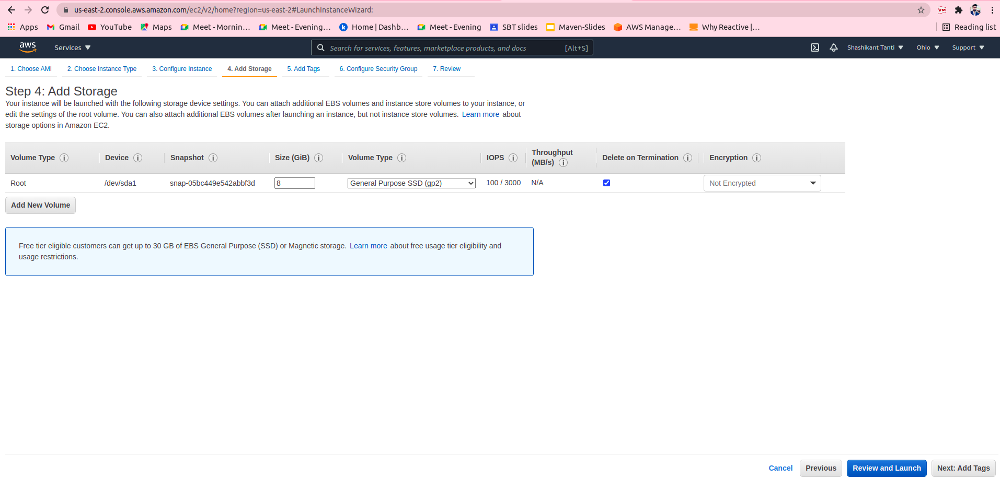 us-east-2.console.aws.amazon.com/ec2/v2/home?region=us-east-2#LaunchInstanceWizard:
VM
Apps Gmail YouTube Maps Meet - Mornin... Meet - Evening... k Home | Dashb... Meet - Evening SBT slides Maven-Slides AWS Manage... Why Reactive |... Reading list
aws Services Search for services, features, marketplace products, and docs [Alt+S] Shashikant Tanti Ohio Support
1. Choose AMI 2. Choose Instance Type 3. Configure Instance 4. Add Storage 5. Add Tags 6. Configure Security Group 7. Review
Step 4: Add Storage
Your instance will be launched with the following storage device settings. You can attach additional EBS volumes and instance store volumes to your instance, or
edit the settings of the root volume. You can also attach additional EBS volumes after launching an instance, but not instance store volumes. Learn more about
storage options in Amazon EC2.
Volume Type i Device i Snapshot i Size (GiB) i Volume Type i IOPS i Throughput (MB/s) i Delete on Termination i Encryption i
Root /dev/sda1 snap-05bc449e542abbf3d 8 General Purpose SSD (gp2) 100 / 3000 N/A Not Encrypted
Add New Volume
Free tier eligible customers can get up to 30 GB of EBS General Purpose (SSD) or Magnetic storage. Learn more about free usage tier eligibility and
usage restrictions.
Cancel Previous Review and Launch Next: Add Tags